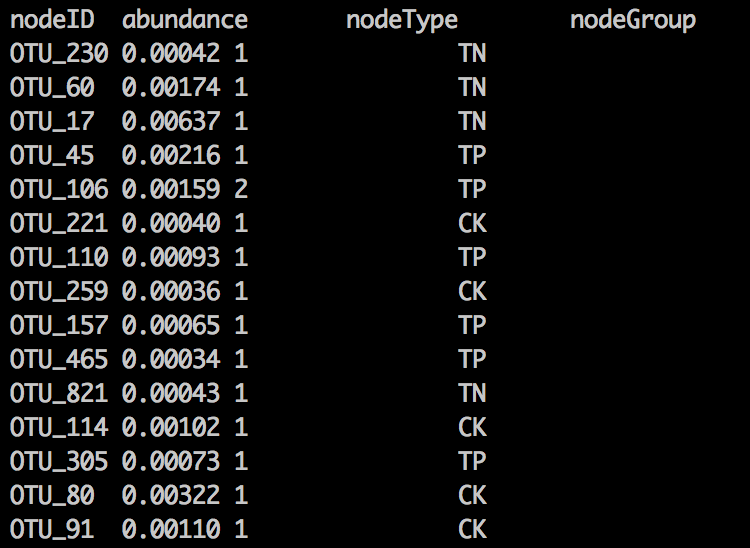 nodeID abundance nodeType nodeGroup
OTU_230 0.00042 1 TN
OTU_60 0.00174 1 TN
OTU_17 0.00637 1 TN
OTU_45 0.00216 1 TP
OTU_106 0.00159 2 TP
OTU_221 0.00040 1 CK
OTU_110 0.00093 1 TP
OTU_259 0.00036 1 CK
OTU_157 0.00065 1 TP
OTU_465 0.00034 1 TP
OTU_821 0.00043 1 TN
OTU_114 0.00102 1 CK
OTU_305 0.00073 1 TP
OTU_80 0.00322 1 CK
OTU_91 0.00110 1 CK